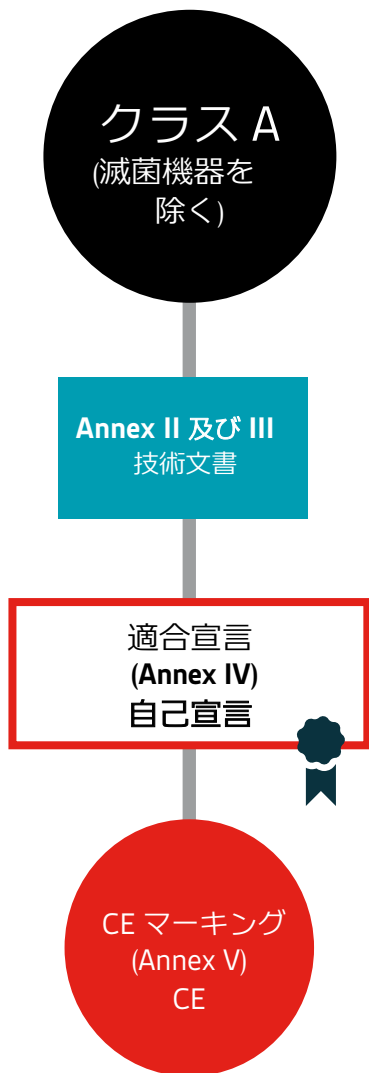 クラス A
(滅菌機器を
除く)
Annex II 及び III
技術文書
適合宣言
(Annex IV)
自己宣言
CE マーキング
(Annex V)
CE